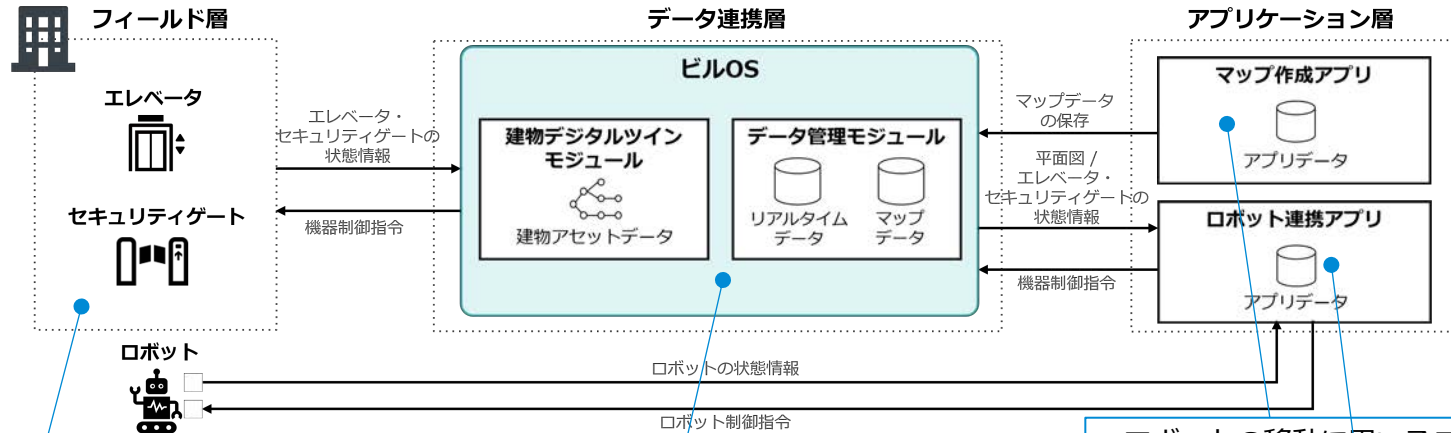 フィールド層
データ連携層
アプリケーション層
エレベータ
セキュリティゲート
エレベータ・
セキュリティゲートの
状態情報
機器制御指令
ビルOS
建物デジタルツイン
モジュール
建物アセットデータ
データ管理モジュール
リアルタイム
データ
マップ
データ
マップデータ
の保存
平面図 /
エレベータ・
セキュリティゲートの
状態情報
機器制御指令
マップ作成アプリ
アプリデータ
ロボット連携アプリ
アプリデータ
ロボット
ロボットの状態情報
ロボット制御指令